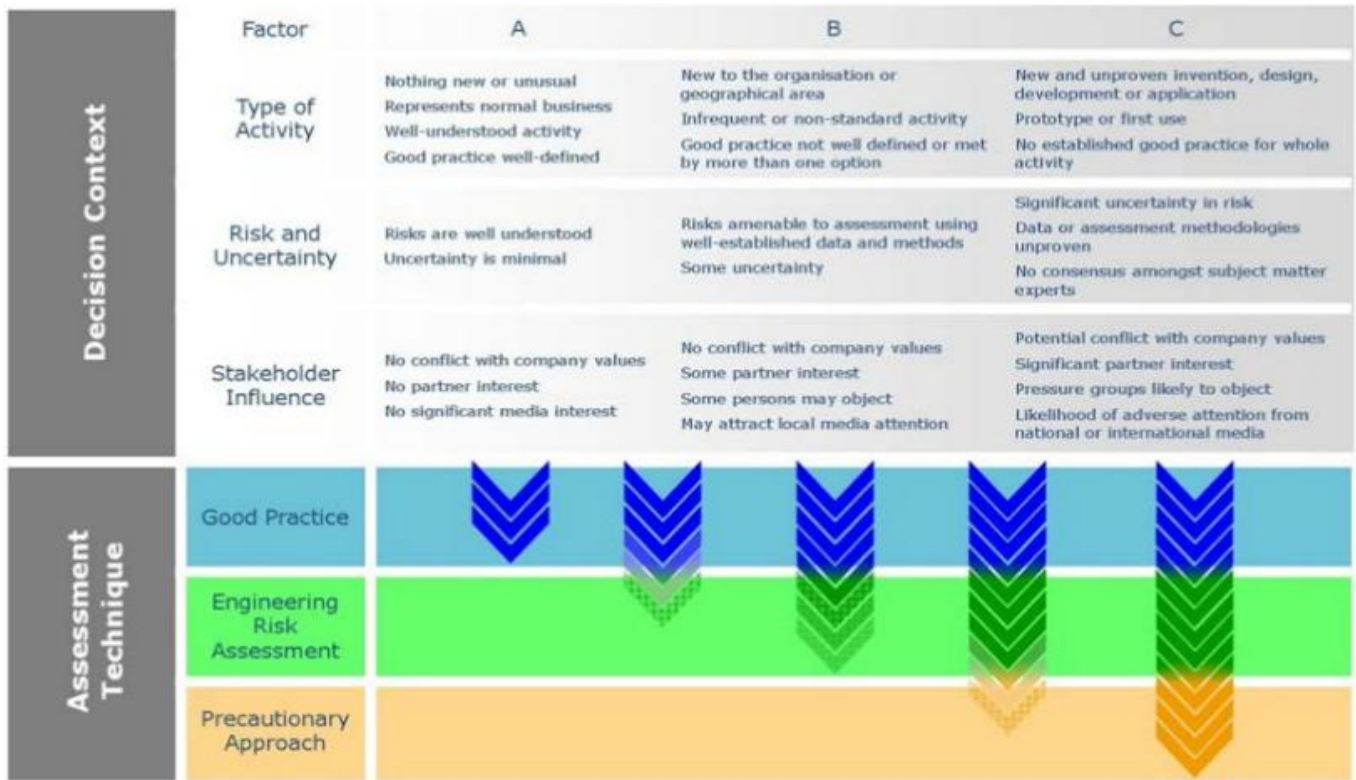 Decision Context
Factor
A
B
C
Type of
Activity
Nothing new or unusual
Represents normal business
Well-understood activity
Good practice well-defined
New to the organisation or
geographical area
Infrequent or non-standard activity
Good practice not well defined or met
by more than one option
New and unproven invention, design,
development or application
Prototype or first use
No established good practice for whole
activity
Risk and
Uncertainty
Risks are well understood
Uncertainty is minimal
Risks amenable to assessment using
well-established data and methods
Some uncertainty
Significant uncertainty in risk
Data or assessment methodologies
unproven
No consensus amongst subject matter
experts
Stakeholder
Influence
No conflict with company values
No partner interest
No significant media interest
No conflict with company values
Some partner interest
Some persons may object
May attract local media attention
Potential conflict with company values
Significant partner interest
Pressure groups likely to object
Likelihood of adverse attention from
national or international media
Assessment
Technique
Good Practice
Engineering
Risk
Assessment
Precautionary
Approach